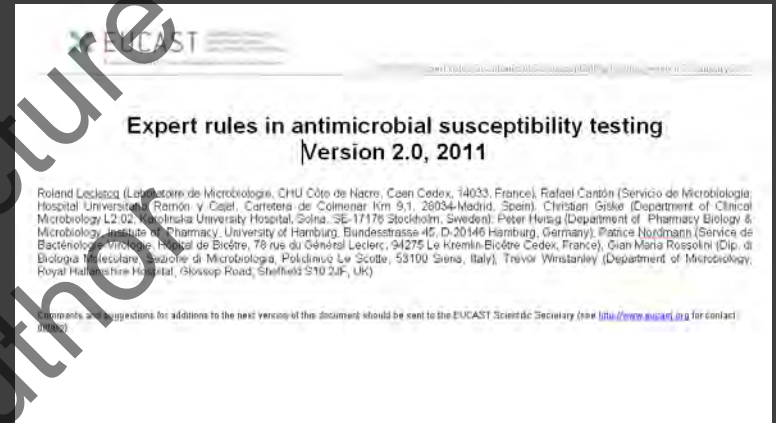 EUCAST
Expert rules in antimicrobial susceptibility testing
Version 2.0, 2011
Roland Leclercq (Laboratoire de Microbiologie, CHU Côte de Nacre, Caen Cedex, 14033, France), Rafael Cantón (Servicio de Microbiologia,
Hospital Universitario Ramón y Cajal, Carretera de Colmenar Km 9,1, 28034-Madrid, Spain), Christian Giske (Department of Clinical
Microbiology L2:02, Karolinska University Hospital, Solna, SE-17176 Stockholm, Sweden), Peter Heisig (Department of Pharmacy Biology &
Microbiology, Institute of Pharmacy, University of Hamburg, Bundesstrasse 45, D-20146 Hamburg, Germany), Patrice Nordmann (Service de
Bactériologie Virologie, Hôpital de Bicêtre, 78 rue du Général Leclerc, 94275 Le Kremlin-Bicêtre Cedex, France), Gian Maria Rossolini (Dip. di
Biologia Moleculare, Sezione di Microbiologia, Policlinico Le Scotte, 53100 Siena, Italy), Trevor Winstanley (Department of Microbiology,
Royal Hallamshire Hospital, Glossop Road, Sheffield S10 2JF, UK)
Comments and suggestions for additions to the next version of this document should be sent to the EUCAST Scientific Secretary (see http://www.eucast.org for contact
details)